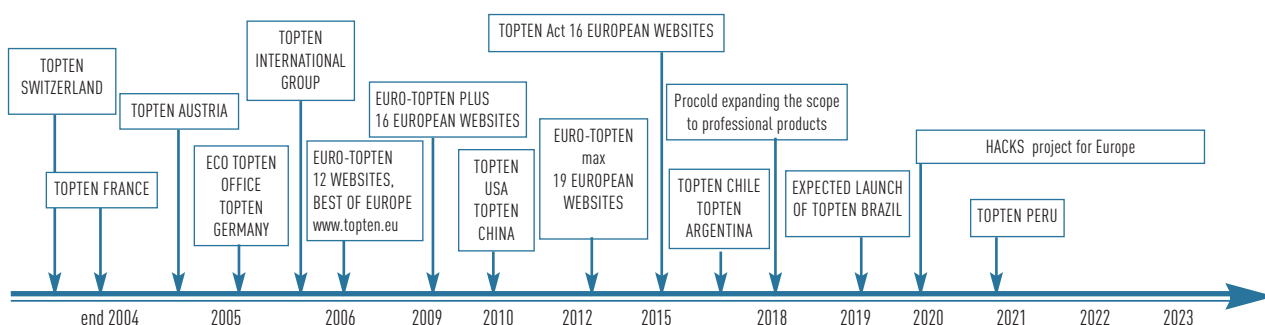 TOPTEN
SWITZERLAND
TOPTEN FRANCE
TOPTEN AUSTRIA
ECO TOPTEN
OFFICE
TOPTEN
GERMANY
TOPTEN
INTERNATIONAL
GROUP
EURO-TOPTEN
12 WEBSITES,
BEST OF EUROPE
www.topten.eu
EURO-TOPTEN PLUS
16 EUROPEAN WEBSITES
TOPTEN
USA
TOPTEN
CHINA
EURO-TOPTEN
max
19 EUROPEAN
WEBSITES
TOPTEN Act 16 EUROPEAN WEBSITES
TOPTEN CHILE
TOPTEN
ARGENTINA
Procold expanding the scope
to professional products
EXPECTED LAUNCH
OF TOPTEN BRAZIL
HACKS project for Europe
TOPTEN PERU
end 2004 2005 2006 2009 2010 2012 2015 2018 2019 2020 2021 2022 2023